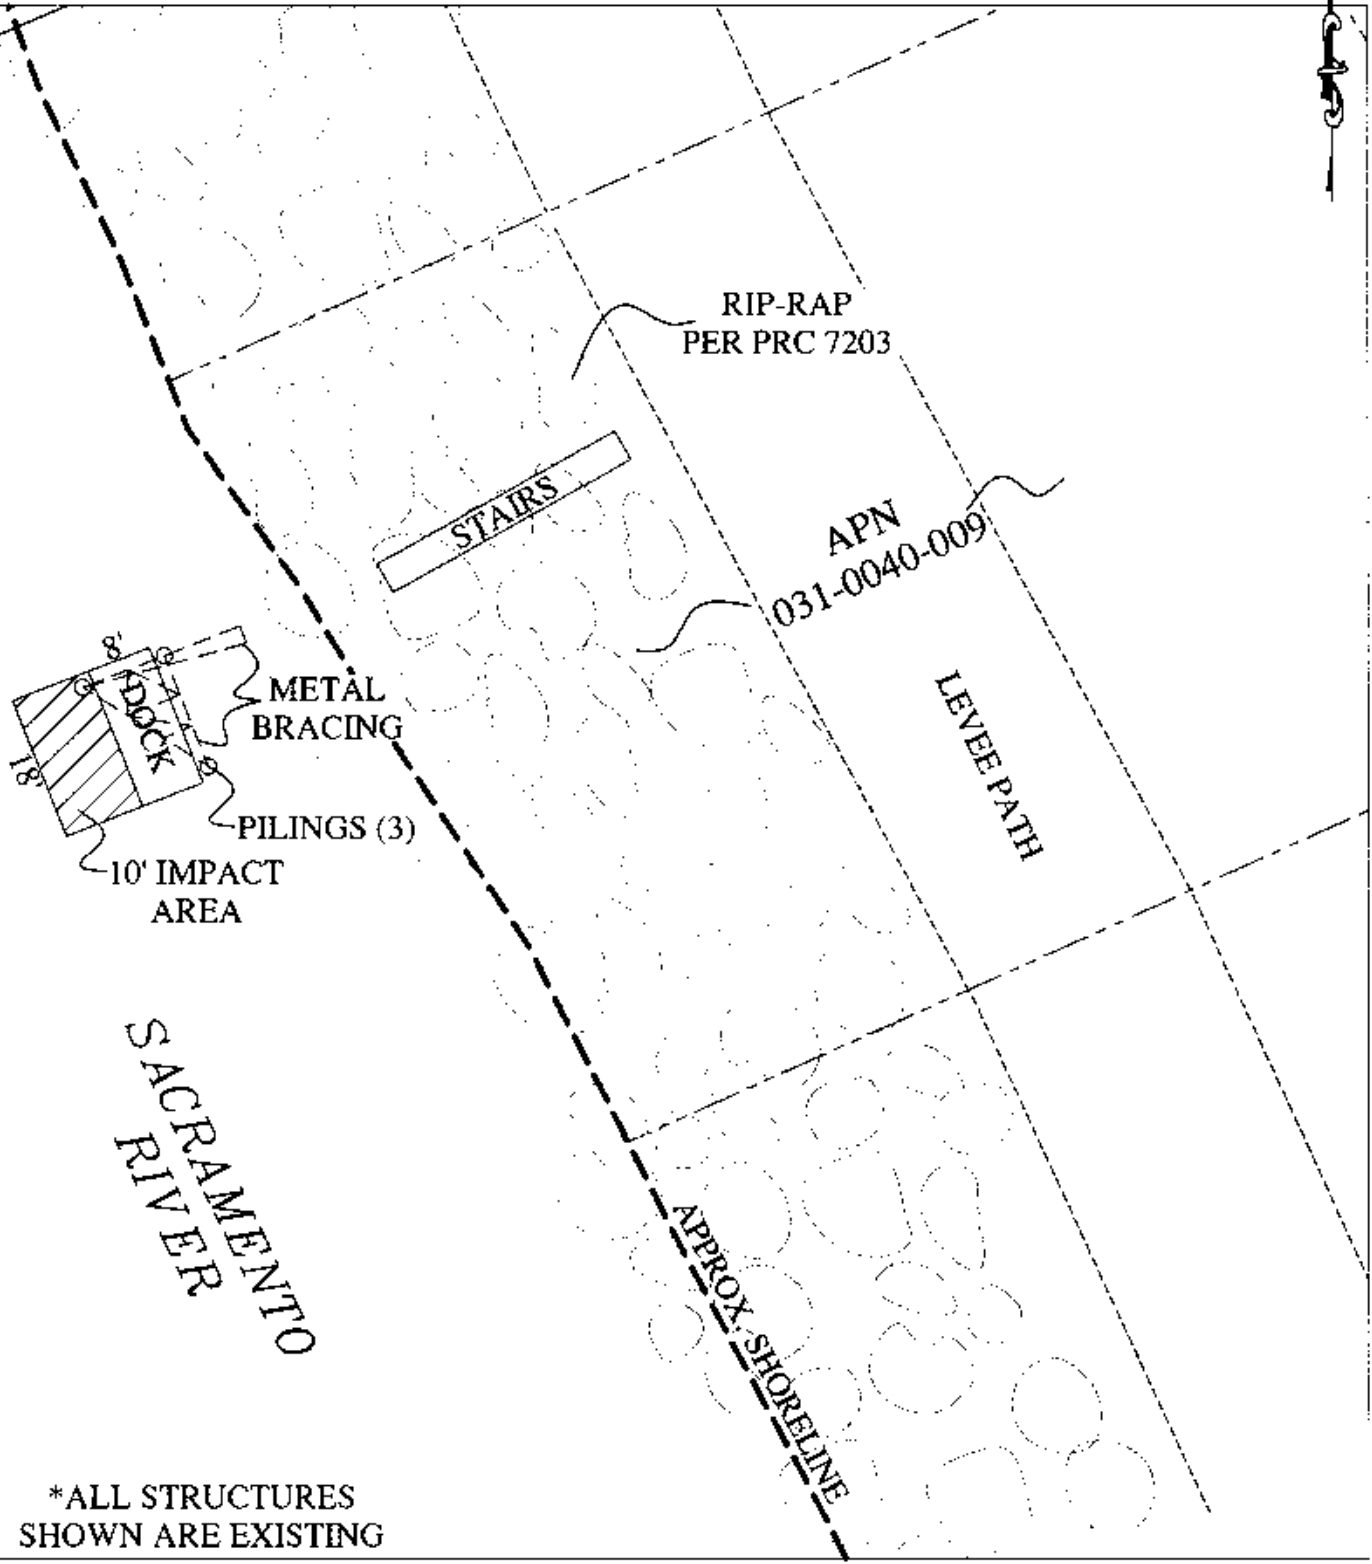 RIP-RAP
PER PRC 7203
STAIRS
APN
031-0040-009
8'
DOCK
18'
METAL
BRACING
PILINGS (3)
10' IMPACT
AREA
LEVEE PATH
SACRAMENTO
RIVER
APPROX. SHORELINE
*ALL STRUCTURES
SHOWN ARE EXISTING